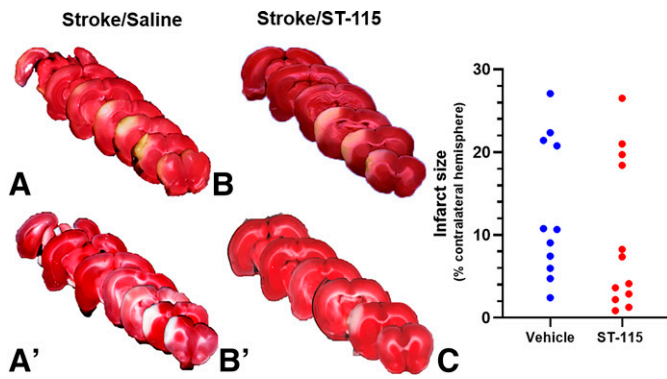 Stroke/Saline
Stroke/ST-115
A
B
A'
B'
C
Infarct size
(% contralateral hemisphere)
30
20
10
0
Vehicle
ST-115